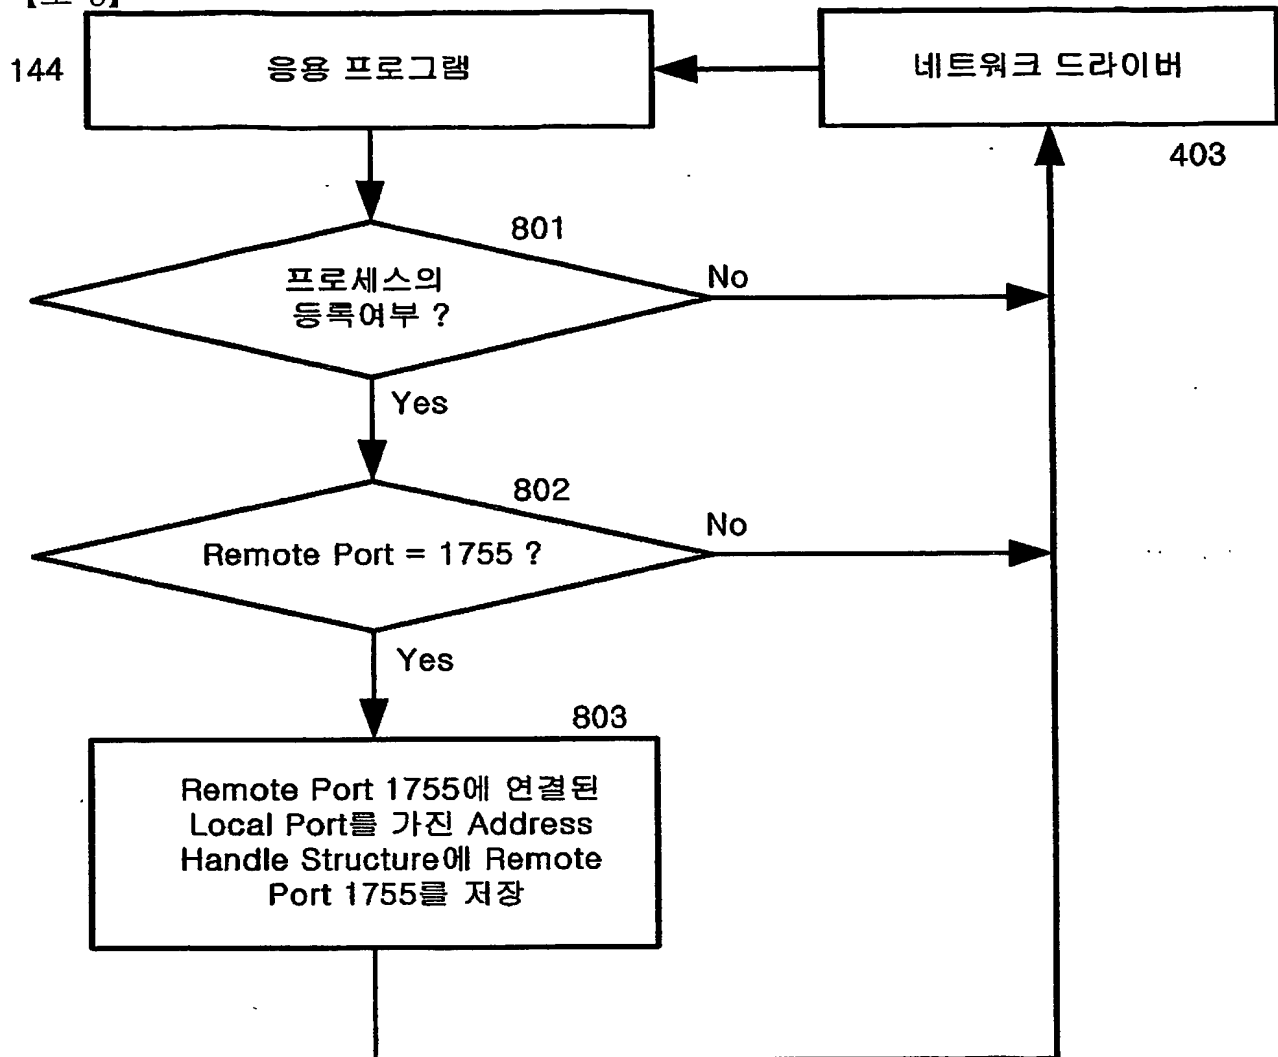 144
응용 프로그램
네트워크 드라이버
403
801
프로세스의
등록여부 ?
No
Yes
802
Remote Port = 1755 ?
No
Yes
803
Remote Port 1755에 연결된
Local Port를 가진 Address
Handle Structure에 Remote
Port 1755를 저장